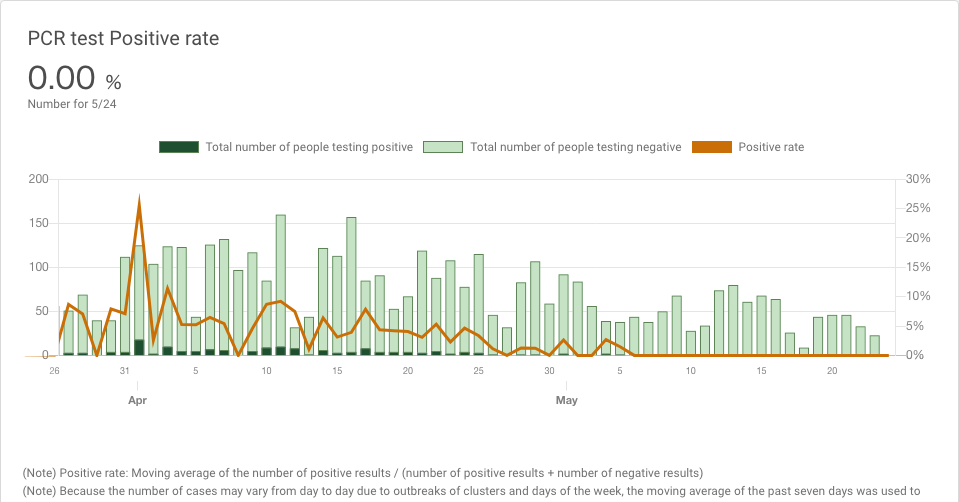 PCR test Positive rate
0.00 %
Number for 5/24
Total number of people testing positive Total number of people testing negative Positive rate
200 30%
25%
150
20%
100 15%
10%
50
5%
0 0%
26 31 5 10 15 20 25 30 5 10 15 20
Apr May
(Note) Positive rate: Moving average of the number of positive results / (number of positive results + number of negative results)
(Note) Because the number of cases may vary from day to day due to outbreaks of clusters and days of the week, the moving average of the past seven days was used to